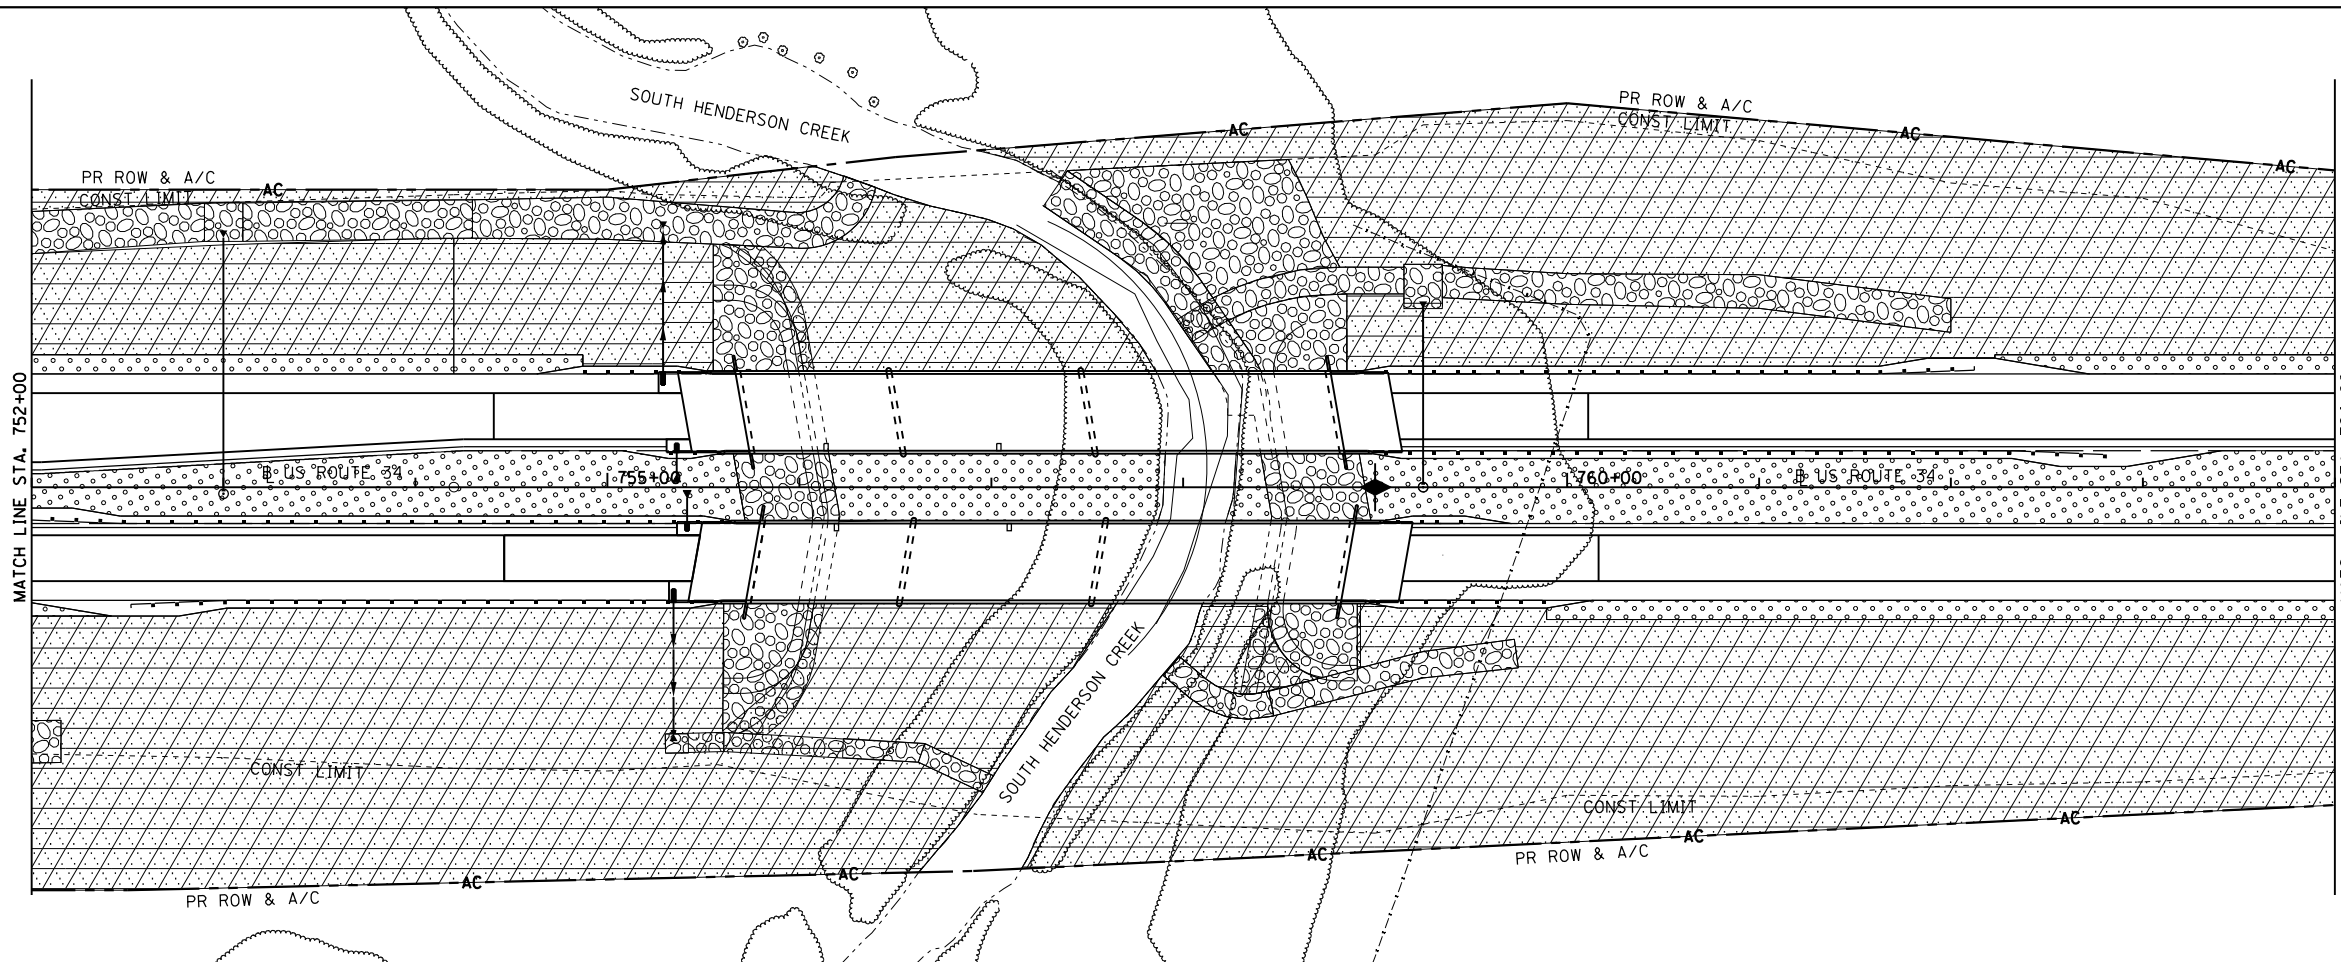 SOUTH HENDERSON CREEK
PR ROW & A/C
CONST LIMIT
AC
AC
AC
PR ROW & A/C
CONST LIMIT
AC
MATCH LINE STA. 752+00
B US ROUTE 34
755+00
760+00
B US ROUTE 34
SOUTH HENDERSON CREEK
CONST LIMIT
CONST LIMIT
AC
AC
AC
AC
AC
PR ROW & A/C
PR ROW & A/C